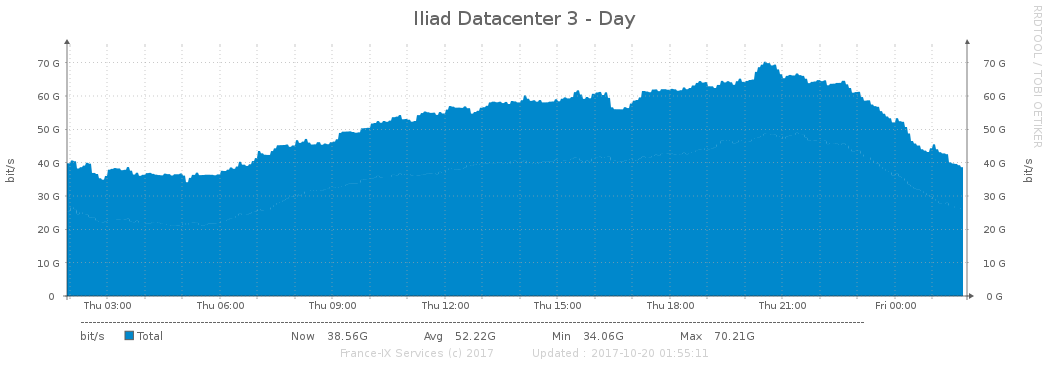 Iliad Datacenter 3 - Day
RRDTOOL / TOBI OETIKER
bit/s
70 G 70 G
60 G 60 G
50 G 50 G
40 G 40 G
30 G 30 G
20 G 20 G
10 G 10 G
0 0 G
bit/s
Thu 03:00 Thu 06:00 Thu 09:00 Thu 12:00 Thu 15:00 Thu 18:00 Thu 21:00 Fri 00:00
bit/s Total Now 38.56G Avg 52.22G Min 34.06G Max 70.21G
France-IX Services (c) 2017 Updated : 2017-10-20 01:55:11